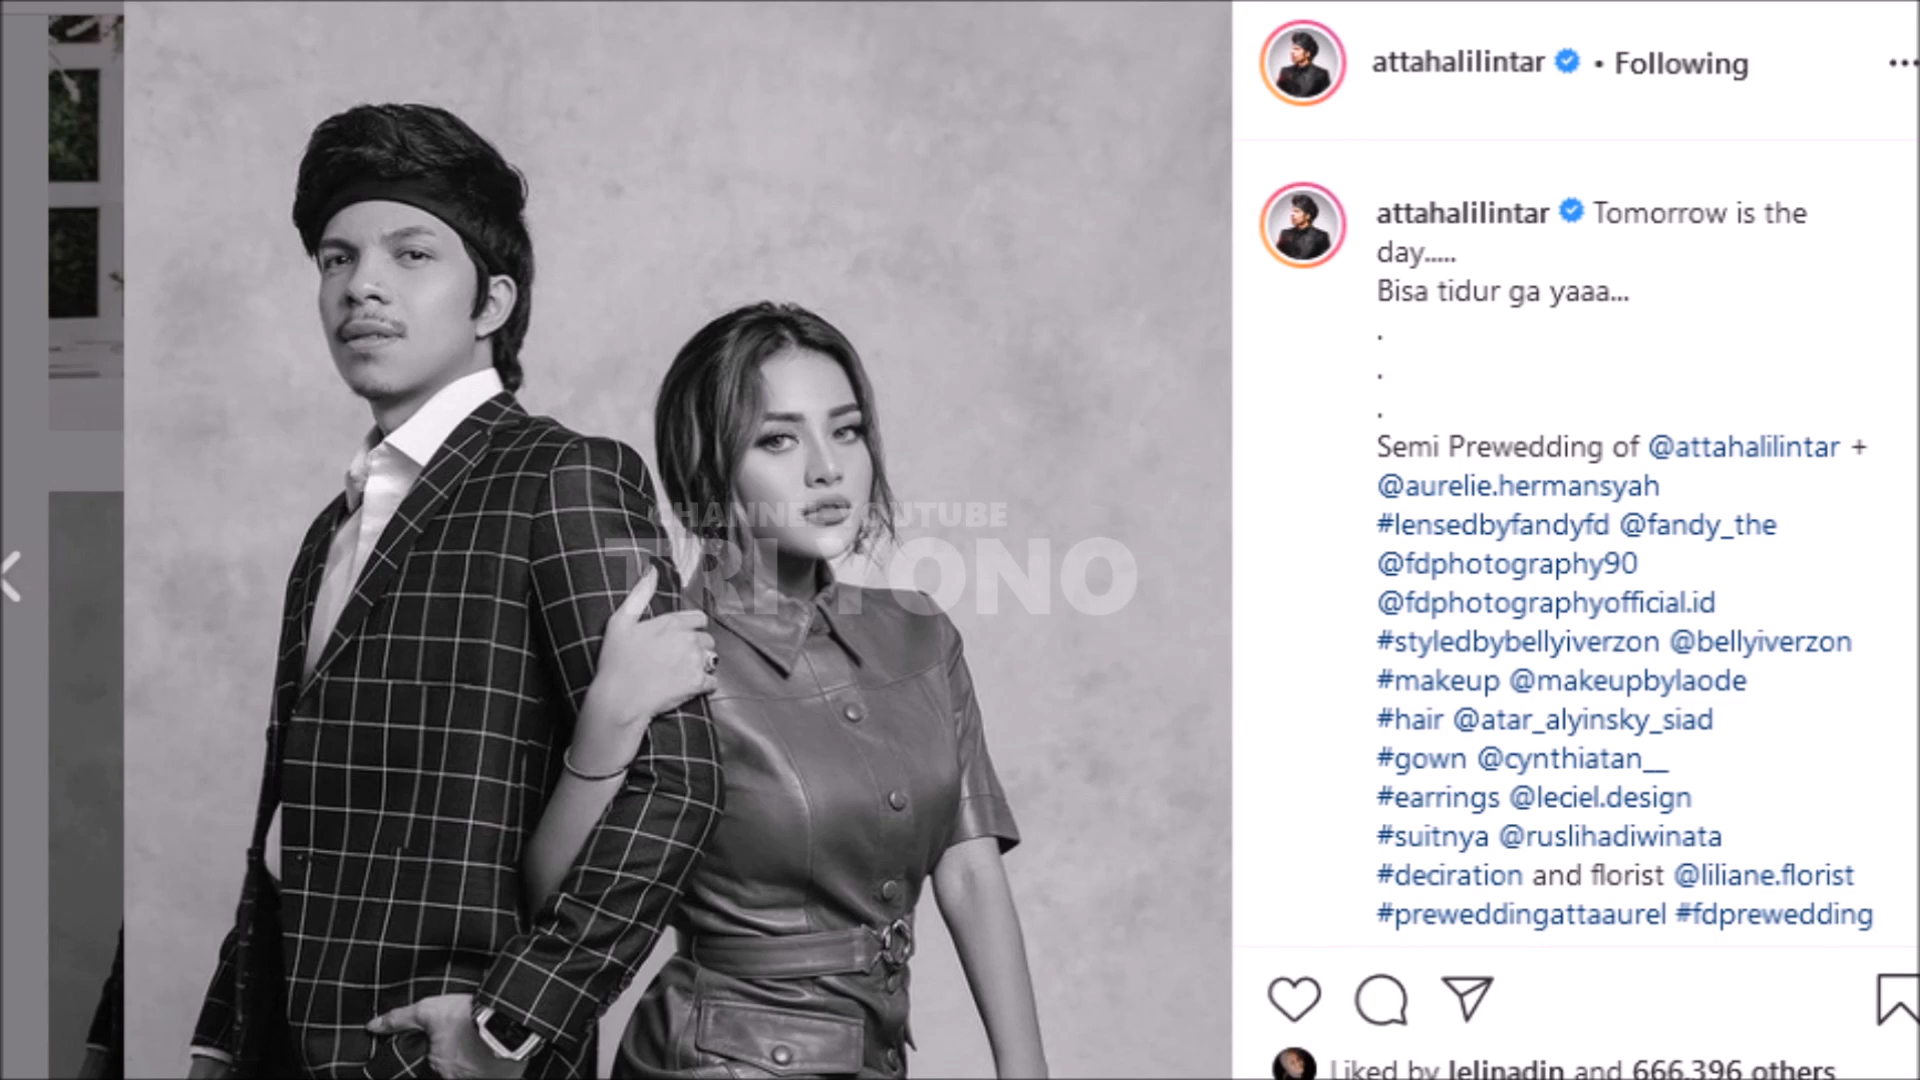 attahalilintar • Following
attahalilintar Tomorrow is the
day.....
Bisa tidur ga yaaa...
.
.
.
Semi Prewedding of @attahalilintar +
@aurelie.hermansyah
#lensedbyfandyfd @fandy_the
@fdphotography90
@fdphotographyofficial.id
#styledbybellyiverzon @bellyiverzon
#makeup @makeupbylaode
#hair @atar_alyinsky_siad
#gown @cynthiatan__
#earrings @leciel.design
#suitnya @ruslihadiwinata
#deciration and florist @liliane.florist
#preweddingattaaurel #fdprewedding
Liked by lelinadin and 666,396 others
CHANNEL YOUTUBE
TRI YONO